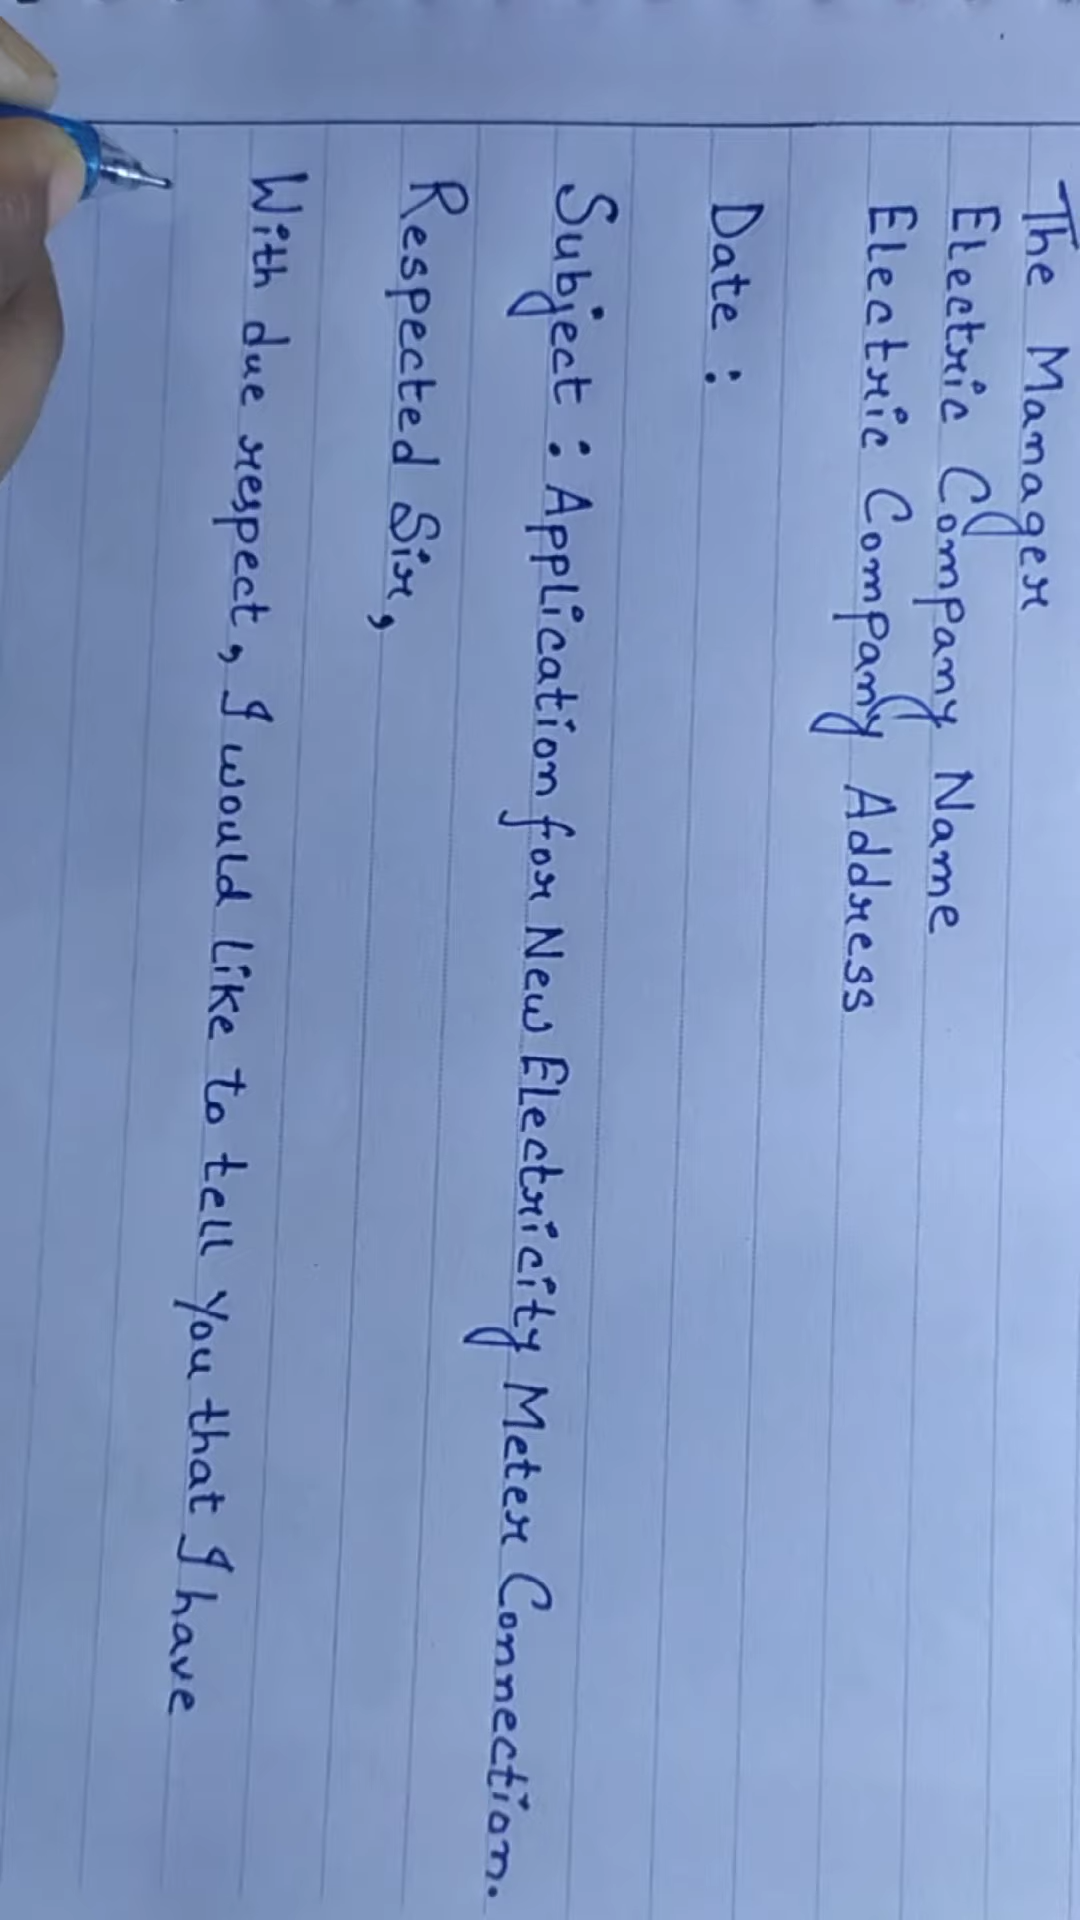 The Manager
Electric Company Name
Electric Company Address
Date :
Subject : Application for New Electricity Meter Connection.
Respected Sir,
With due respect, I would like to tell you that I have